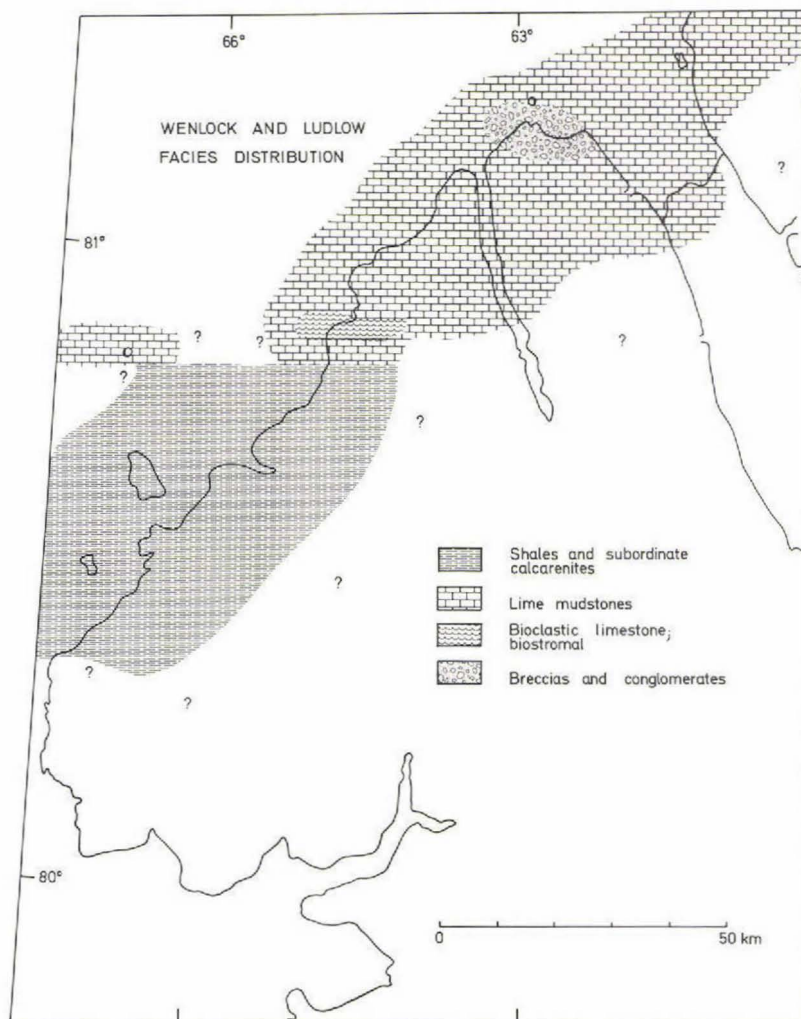 66°
63°
WENLOCK AND LUDLOW
FACIES DISTRIBUTION
?
81°
?
?
?
?
?
Shales and subordinate
calcarenites
?
Lime mudstones
Bioclastic limestone;
biostromal
?
Breccias and conglomerates
?
80°
0
50 km